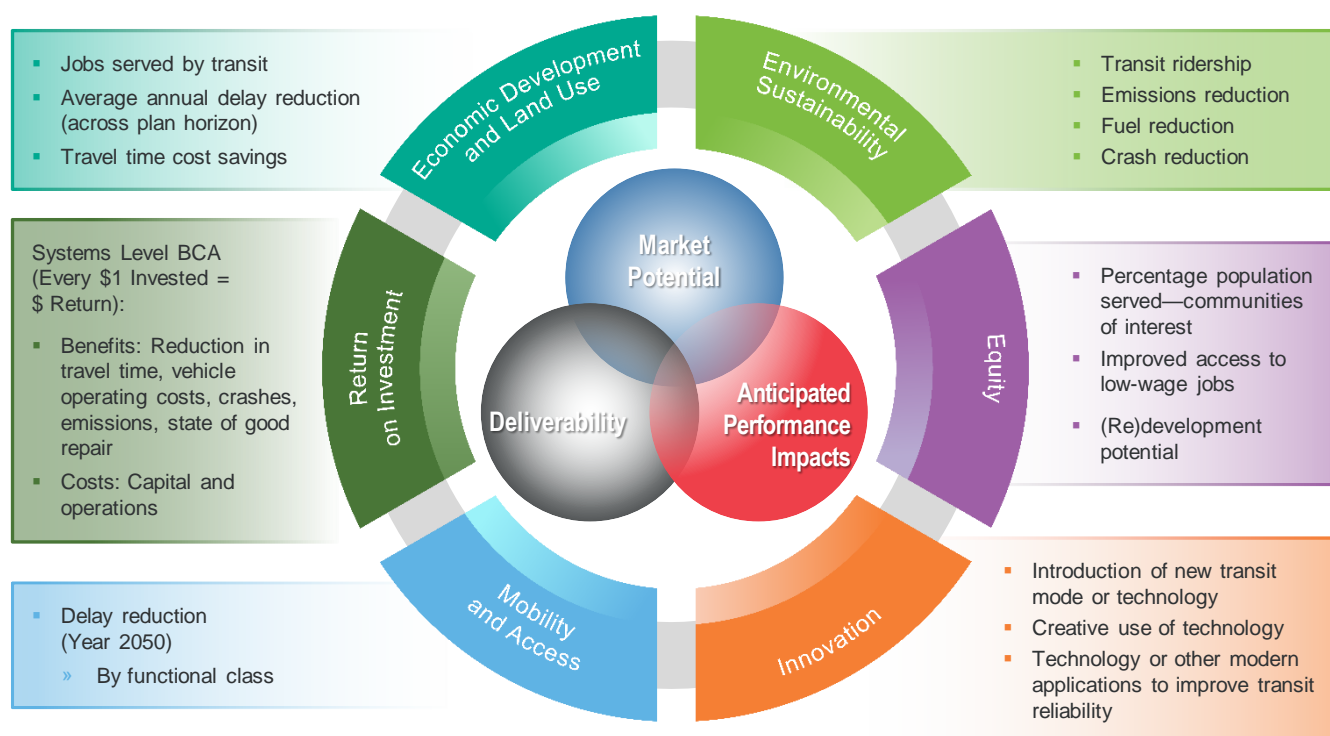 Economic Development
and Land Use
▪ Jobs served by transit
▪ Average annual delay reduction
(across plan horizon)
▪ Travel time cost savings
Environmental
Sustainability
▪ Transit ridership
▪ Emissions reduction
▪ Fuel reduction
▪ Crash reduction
Return
on Investment
Systems Level BCA
(Every $1 Invested =
$ Return):
▪ Benefits: Reduction in
travel time, vehicle
operating costs, crashes,
emissions, state of good
repair
▪ Costs: Capital and
operations
Market
Potential
Deliverability
Anticipated
Performance
Impacts
Equity
▪ Percentage population
served—communities
of interest
▪ Improved access to
low-wage jobs
▪ (Re)development
potential
Mobility
and Access
▪ Delay reduction
(Year 2050)
» By functional class
Innovation
▪ Introduction of new transit
mode or technology
▪ Creative use of technology
▪ Technology or other modern
applications to improve transit
reliability